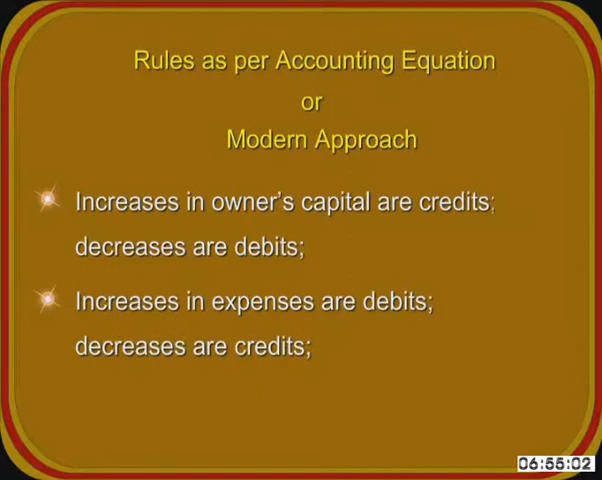 Rules as per Accounting Equation
or
Modern Approach
Increases in owner's capital are credits;
decreases are debits;
Increases in expenses are debits;
decreases are credits;
06:55:02